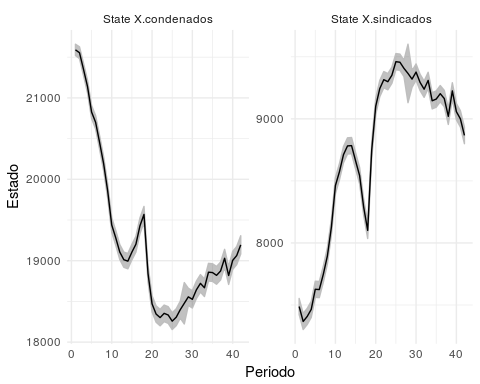 State X.condenados
State X.sindicados
Estado
21000
20000
19000
18000
9000
8000
0 10 20 30 40
0 10 20 30 40
Periodo